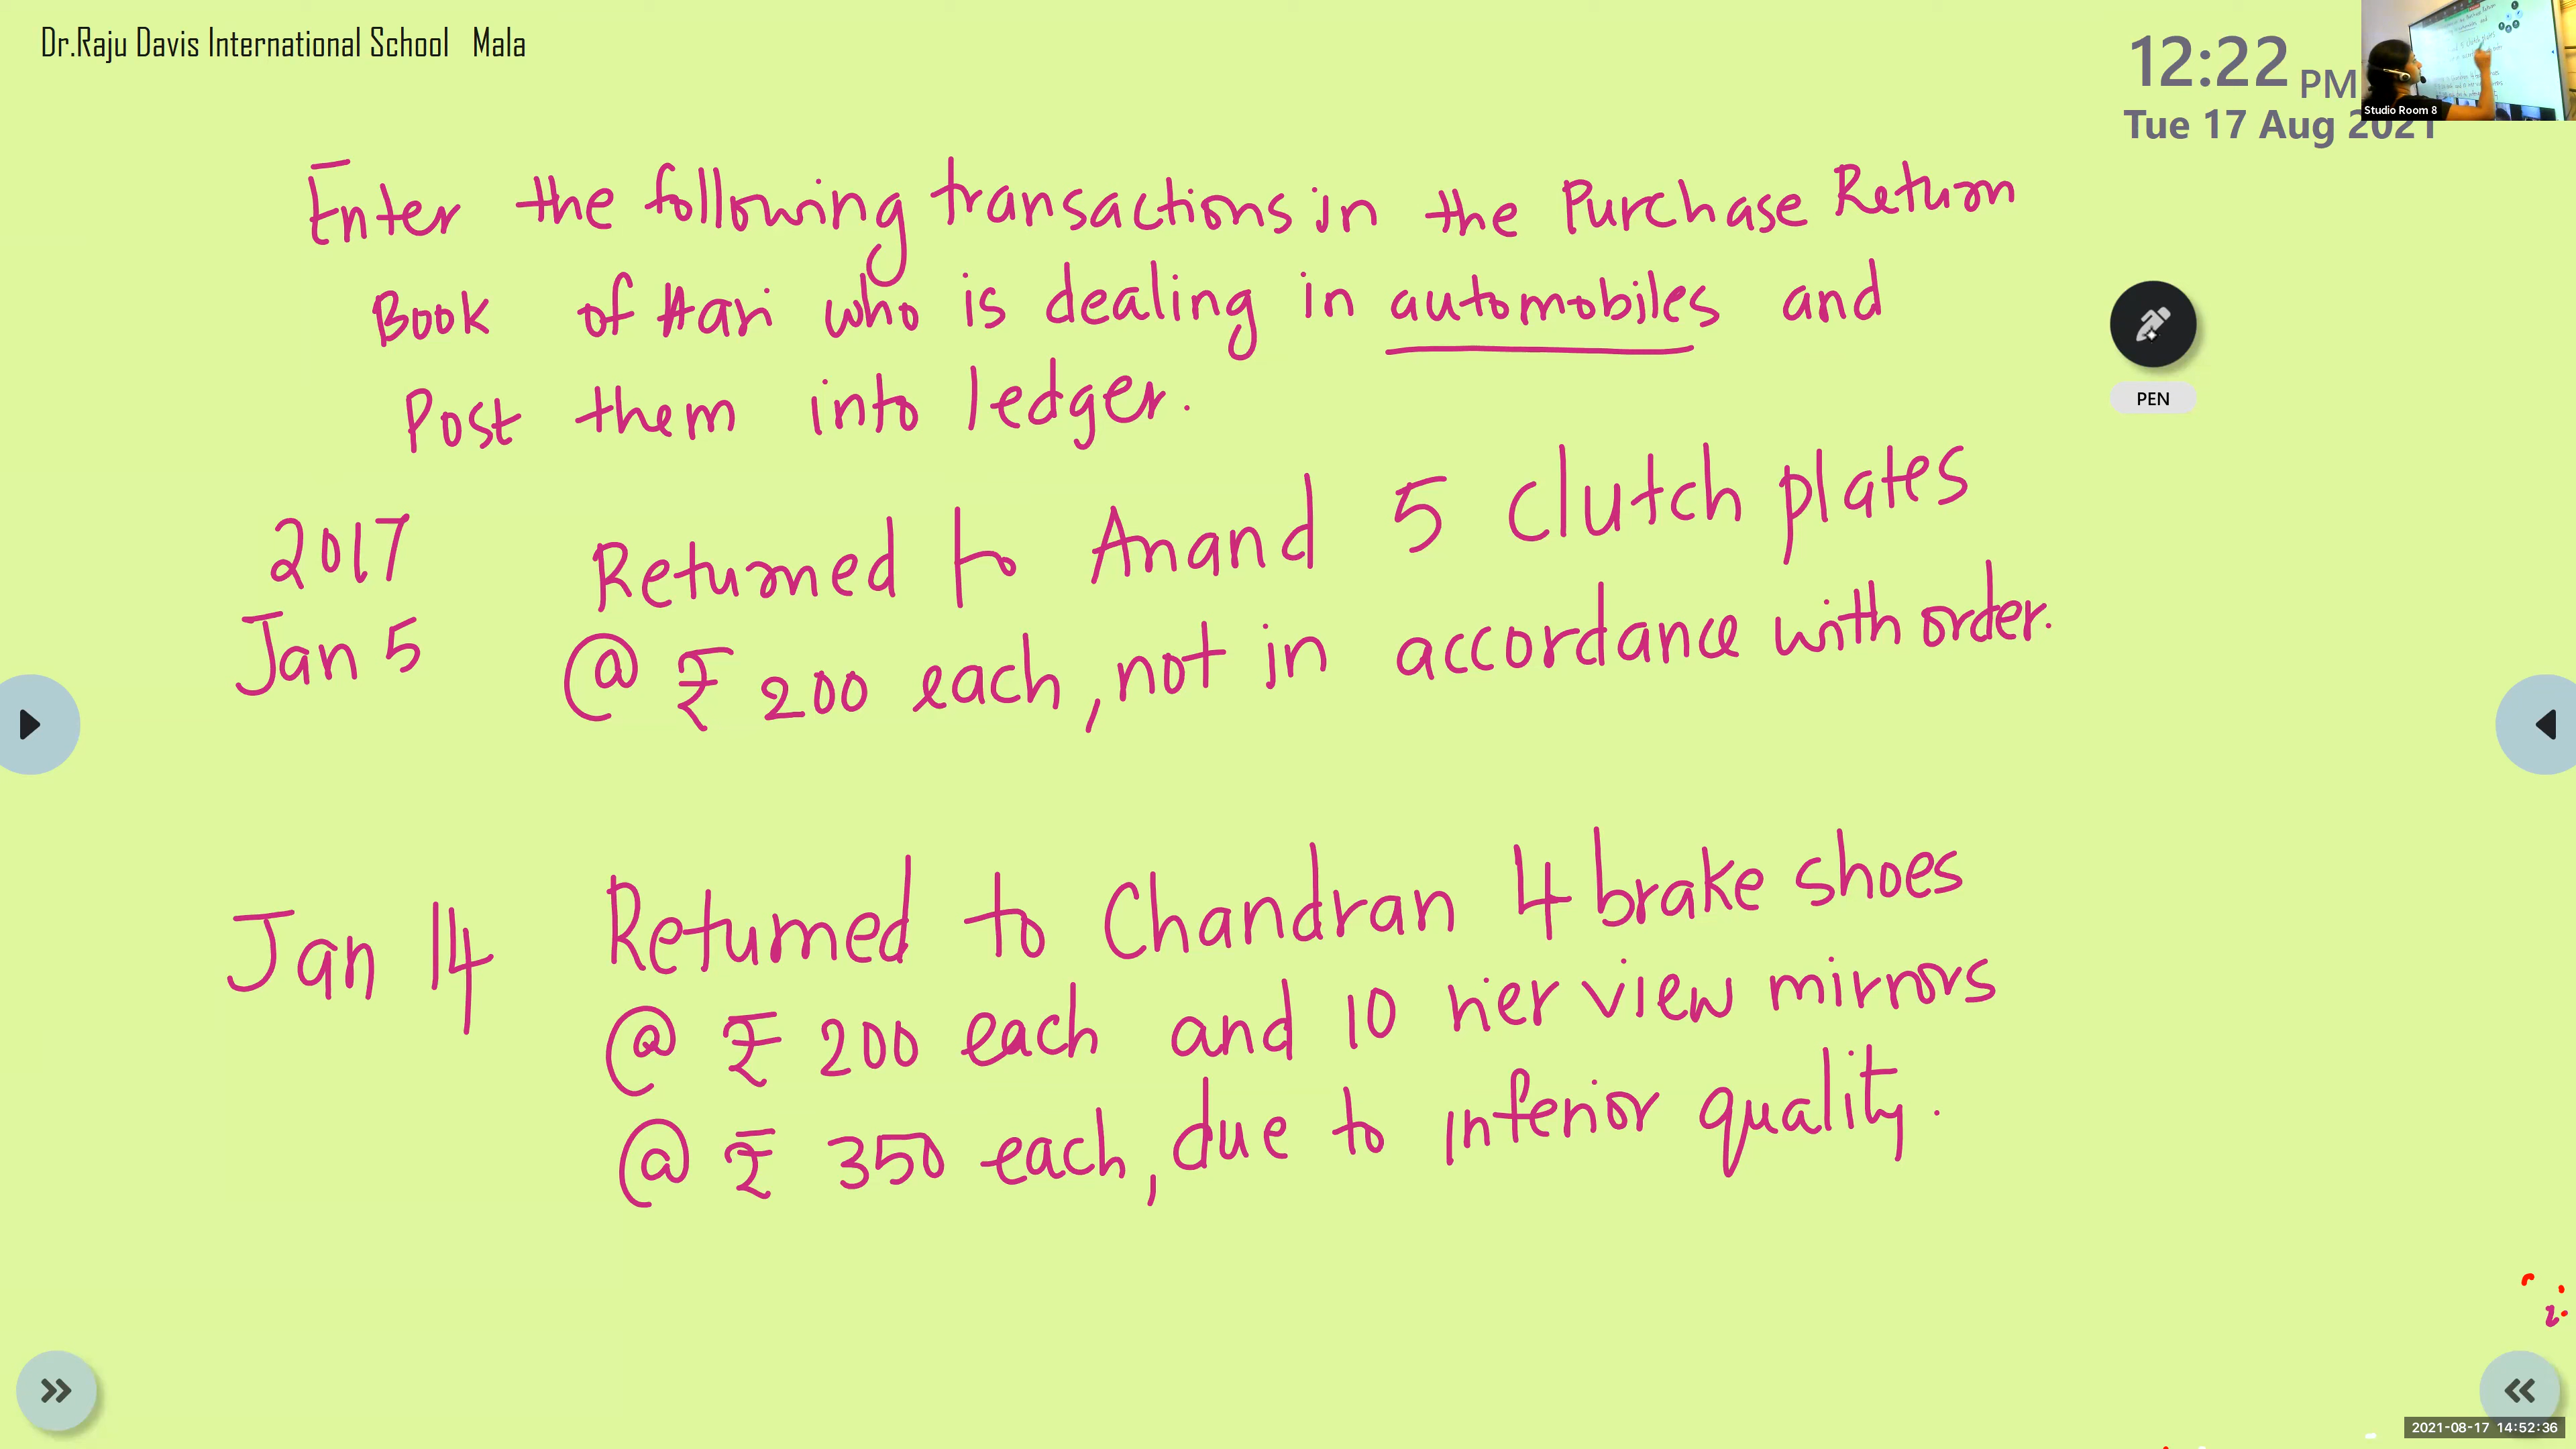 Dr.Raju Davis International School Mala
12:22 PM
Tue 17 Aug 2021
Studio Room 8
Enter the following transactions in the Purchase Return
Book of Hari who is dealing in automobiles and
Post them into ledger.
PEN
2017
Jan 5 Returned to Anand 5 Clutch plates
@ ₹ 200 each, not in accordance with order.
Jan 14 Returned to Chandran 4 brake shoes
@ ₹ 200 each and 10 rier view mirrors
@ ₹ 350 each, due to inferior quality.
2021-08-17 14:52:36